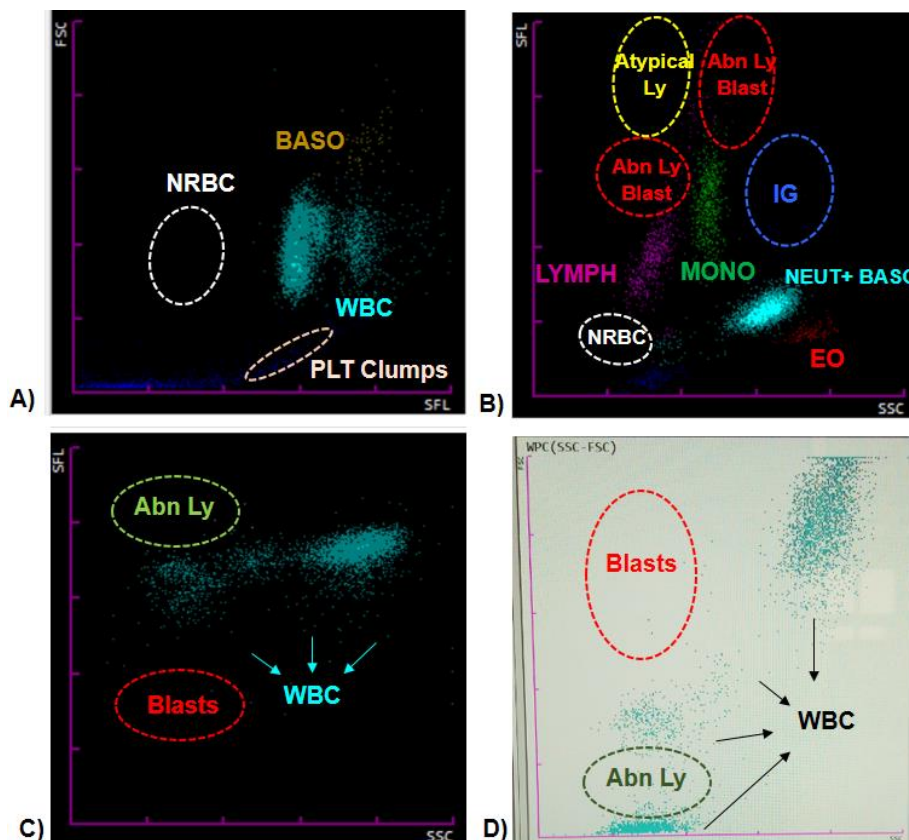 FSC
BASO
NRBC
WBC
PLT Clumps
SFL
A)
SFL
Atypical
Ly
Abn Ly
Blast
Abn Ly
Blast
IG
LYMPH
MONO
NEUT+ BASO
NRBC
EO
SSC
B)
SFL
Abn Ly
WBC
Blasts
SSC
C)
WPC(SSC-FSC)
Blasts
WBC
Abn Ly
D)
SSC